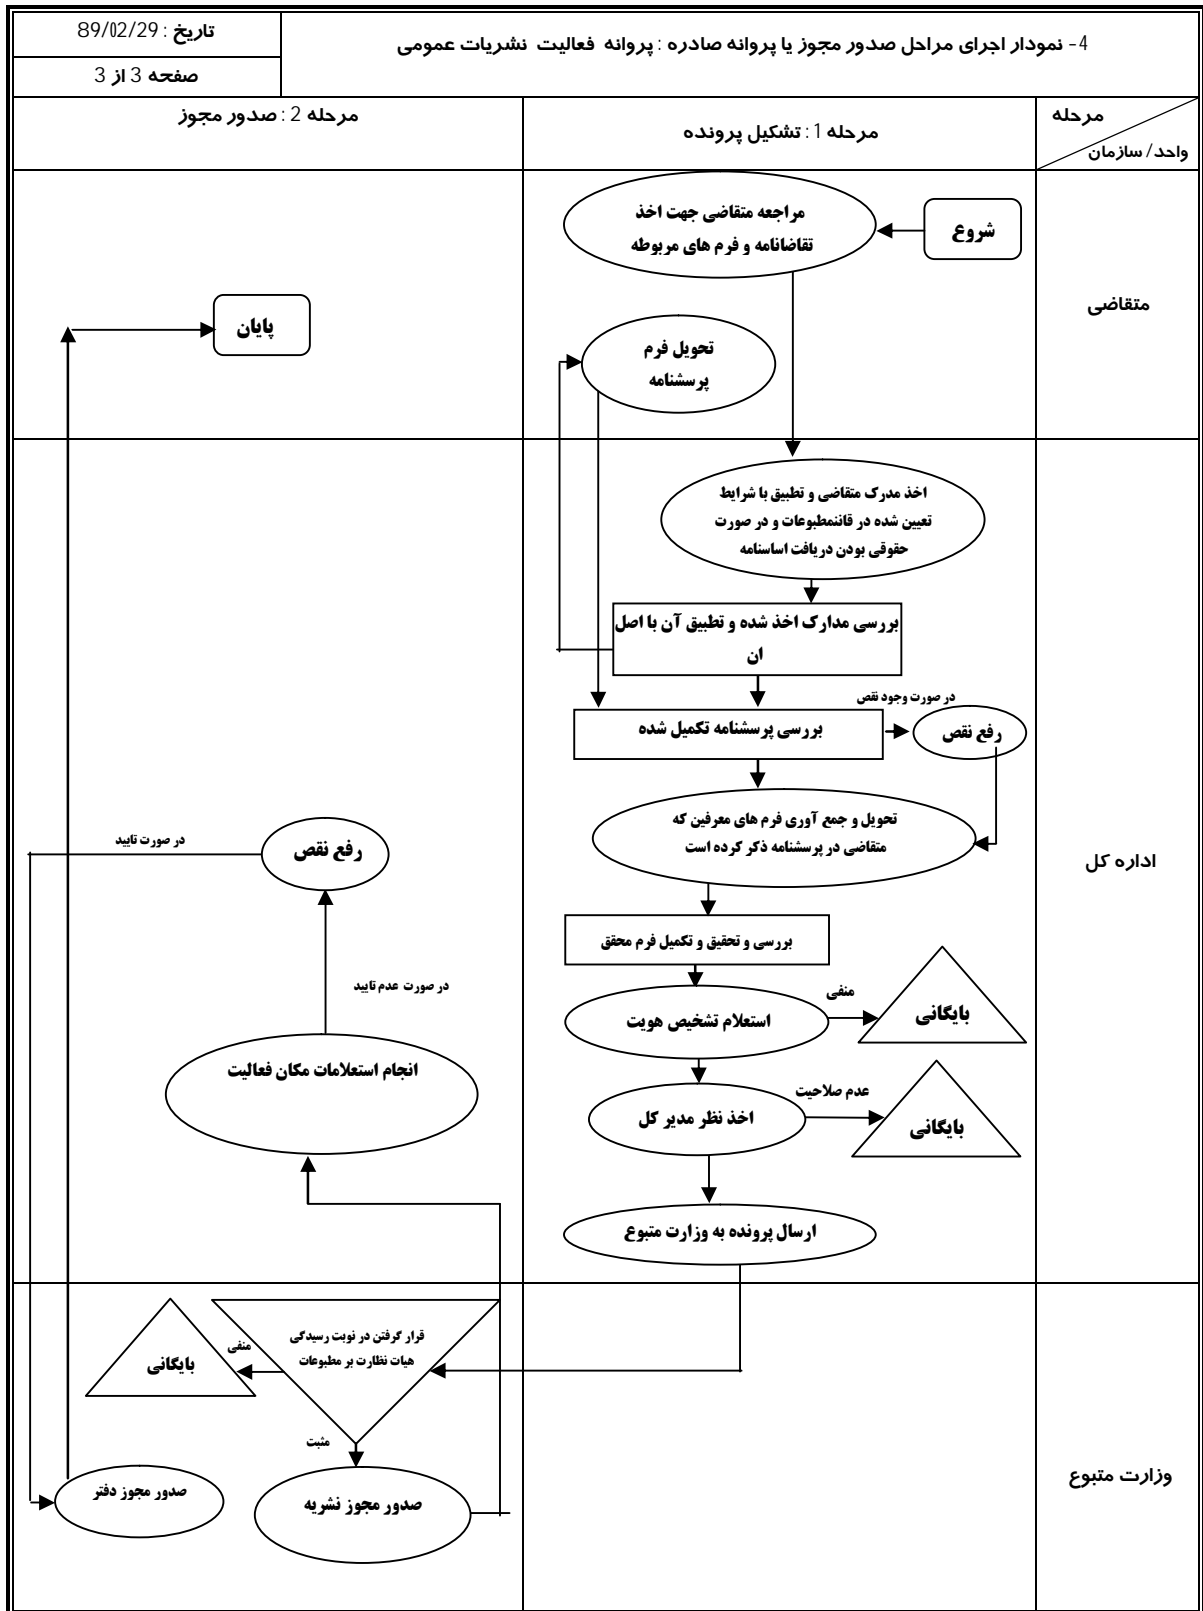 4- نمودار اجرای مراحل صدور مجوز یا پروانه صادره : پروانه فعالیت نشریات عمومی
تاریخ : 89/02/29
صفحه 3 از 3
مرحله
واحد/ سازمان
مرحله 1 : تشکیل پرونده
مرحله 2 : صدور مجوز
متقاضی
شروع
مراجعه متقاضی جهت اخذ
تقاضانامه و فرم های مربوطه
تحویل فرم
پرسشنامه
پایان
اداره کل
اخذ مدرک متقاضی و تطبیق با شرایط
تعیین شده در قاننمطبوعات و در صورت
حقوقی بودن دریافت اساسنامه
بررسی مدارک اخذ شده و تطبیق آن با اصل
ان
در صورت وجود نقص
بررسی پرسشنامه تکمیل شده
رفع نقص
تحویل و جمع آوری فرم های معرفین که
متقاضی در پرسشنامه ذکر کرده است
بررسی و تحقیق و تکمیل فرم محقق
استعلام تشخیص هویت
منفی
بایگانی
اخذ نظر مدیر کل
عدم صلاحیت
بایگانی
ارسال پرونده به وزارت متبوع
رفع نقص
در صورت تایید
در صورت عدم تایید
انجام استعلامات مکان فعالیت
وزارت متبوع
قرار گرفتن در نوبت رسیدگی
هیات نظارت بر مطبوعات
منفی
بایگانی
مثبت
صدور مجوز نشریه
صدور مجوز دفتر